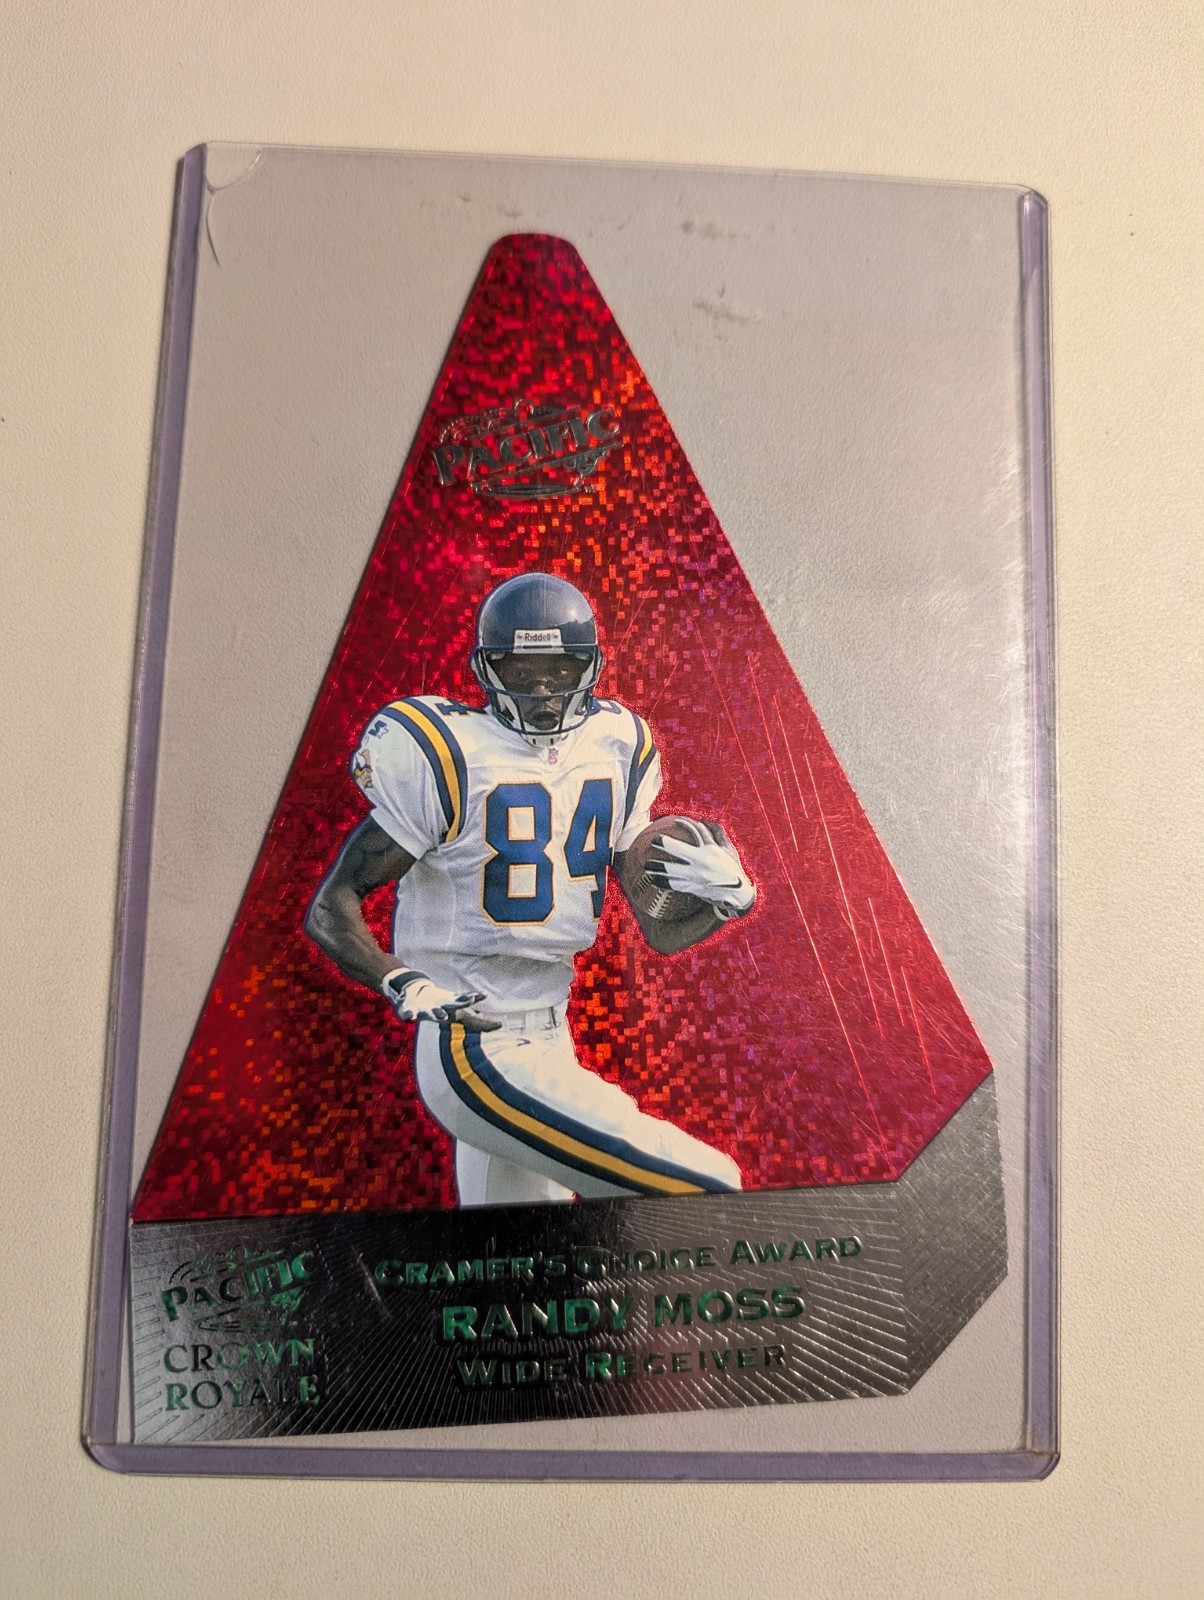 PACIFIC
Riddell
84
PACIFIC
CROWN
ROYALE
CRAMER'S CHOICE AWARD
RANDY MOSS
WIDE RECEIVER